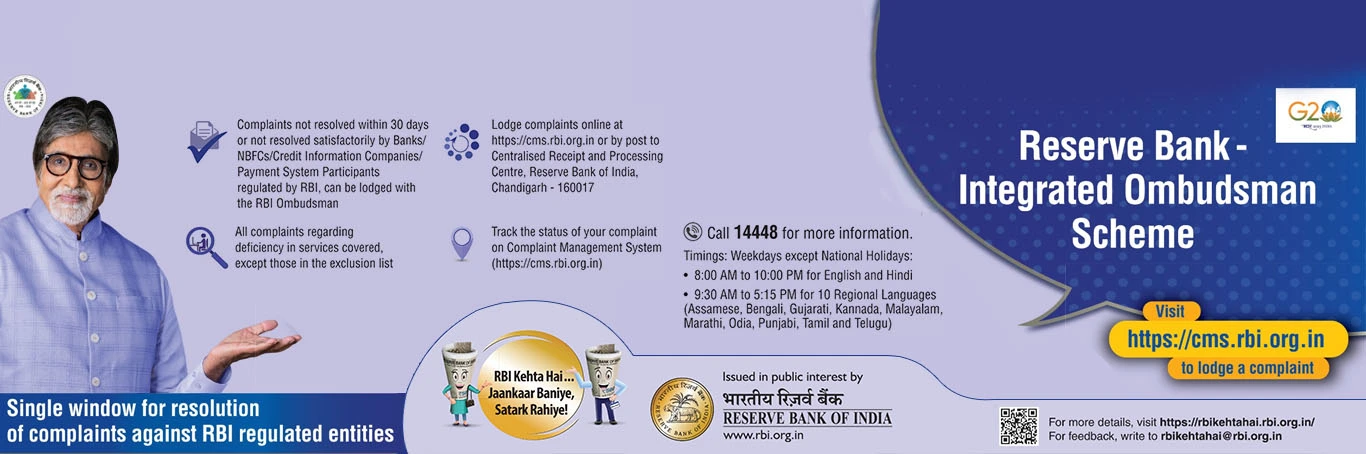 Complaints not resolved within 30 days
or not resolved satisfactorily by Banks/
NBFCs/Credit Information Companies/
Payment System Participants
regulated by RBI, can be lodged with
the RBI Ombudsman
All complaints regarding
deficiency in services covered,
except those in the exclusion list
Lodge complaints online at
https://cms.rbi.org.in or by post to
Centralised Receipt and Processing
Centre, Reserve Bank of India,
Chandigarh - 160017
Track the status of your complaint
on Complaint Management System
(https://cms.rbi.org.in)
Call 14448 for more information.
Timings: Weekdays except National Holidays:
• 8:00 AM to 10:00 PM for English and Hindi
• 9:30 AM to 5:15 PM for 10 Regional Languages
(Assamese, Bengali, Gujarati, Kannada, Malayalam,
Marathi, Odia, Punjabi, Tamil and Telugu)
G20
Reserve Bank -
Integrated Ombudsman
Scheme
Visit
https://cms.rbi.org.in
to lodge a complaint
Single window for resolution
of complaints against RBI regulated entities
RBI Kehta Hai...
Jaankaar Baniye,
Satark Rahiye!
Issued in public interest by
भारतीय रिज़र्व बैंक
RESERVE BANK OF INDIA
www.rbi.org.in
For more details, visit https://rbikehtahai.rbi.org.in/
For feedback, write to rbikehtahai@rbi.org.in